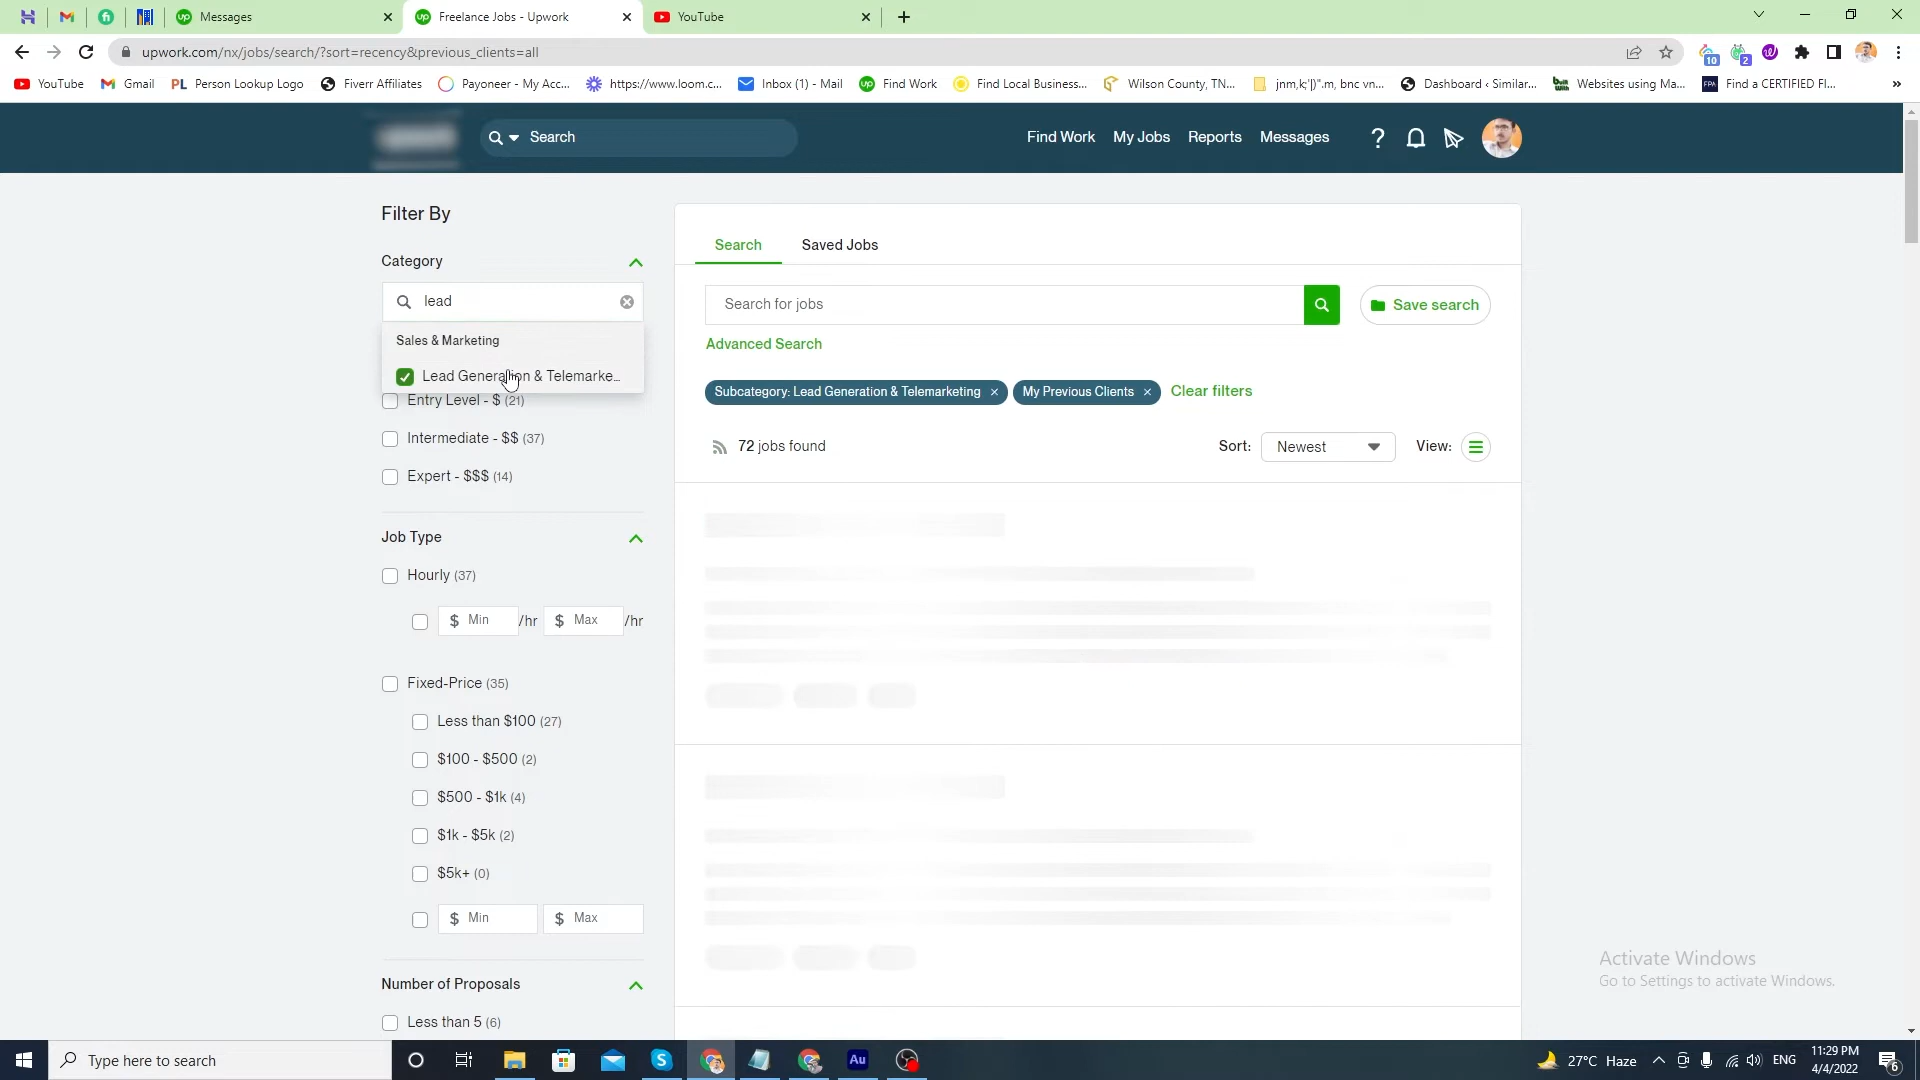 Messages
Freelance Jobs - Upwork
YouTube
upwork.com/nx/jobs/search/?sort=recency&previous_clients=all
10
2
YouTube
Gmail
PL Person Lookup Logo
Fiverr Affiliates
Payoneer - My Acc...
https://www.loom.c...
Inbox (1) - Mail
Find Work
Find Local Business...
Wilson County, TN...
jnm,k;'|)".m, bnc vn...
Dashboard ‹ Similar...
Websites using Ma...
Find a CERTIFIED FI...
Search
Find Work
My Jobs
Reports
Messages
Filter By
Category
lead
Sales & Marketing
Lead Generation & Telemarke...
Entry Level - $ (21)
Intermediate - $$ (37)
Expert - $$$ (14)
Job Type
Hourly (37)
$ Min /hr $ Max /hr
Fixed-Price (35)
Less than $100 (27)
$100 - $500 (2)
$500 - $1k (4)
$1k - $5k (2)
$5k+ (0)
$ Min $ Max
Number of Proposals
Less than 5 (6)
Search
Saved Jobs
Search for jobs
Save search
Advanced Search
Subcategory: Lead Generation & Telemarketing
My Previous Clients
Clear filters
72 jobs found
Sort: Newest
View:
Activate Windows
Go to Settings to activate Windows.
Type here to search
Au
27°C Haze
ENG
11:29 PM
4/4/2022
6